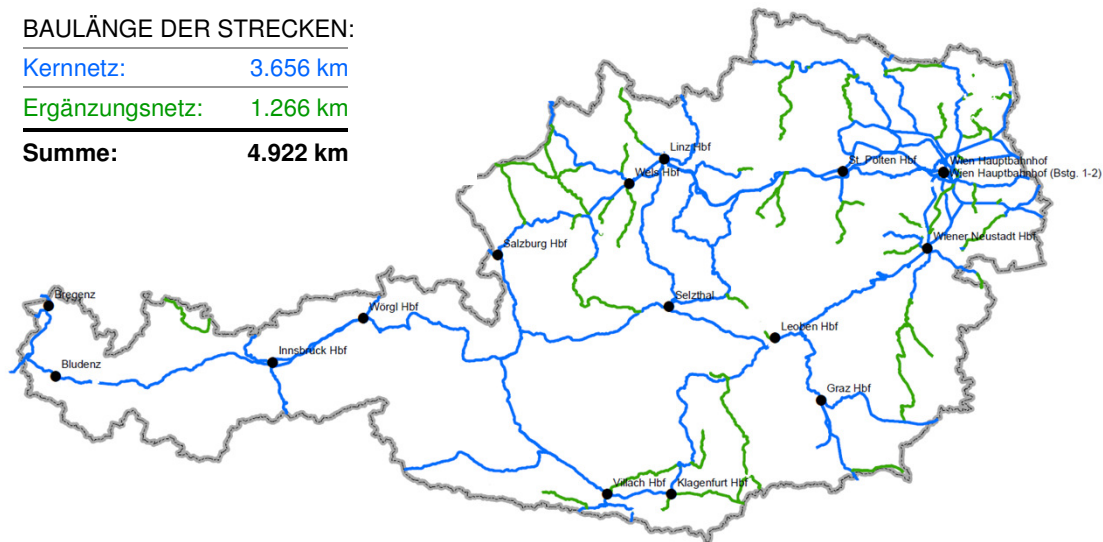 BAULÄNGE DER STRECKEN:
Kernnetz: 3.656 km
Ergänzungsnetz: 1.266 km
Summe: 4.922 km
Linz Hbf
Wels Hbf
St. Pölten Hbf
Wien Hauptbahnhof
Wien Hauptbahnhof (Bstg. 1-2)
Wiener Neustadt Hbf
Salzburg Hbf
Bregenz
Wörgl Hbf
Selzthal
Leoben Hbf
Innsbruck Hbf
Bludenz
Graz Hbf
Villach Hbf
Klagenfurt Hbf